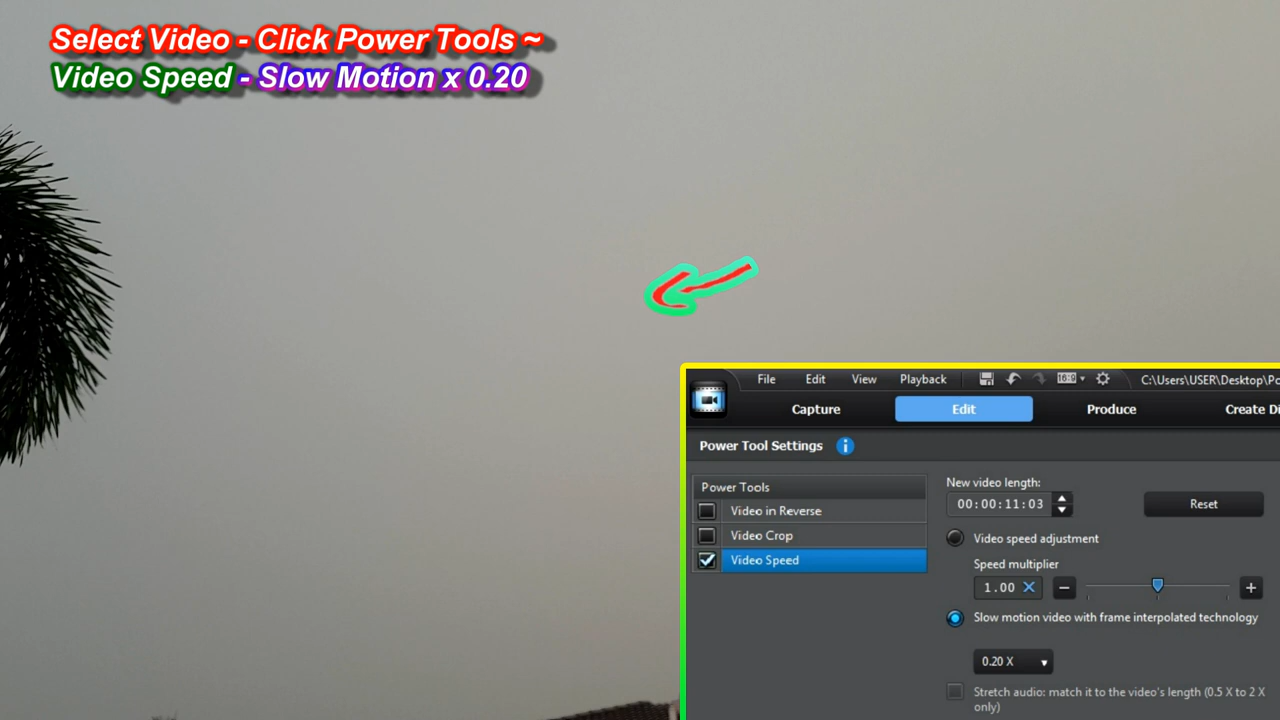 Select Video - Click Power Tools ~
Video Speed - Slow Motion x 0.20
File Edit View Playback 16:9 C:\Users\USER\Desktop\Po
Capture Edit Produce Create Di
Power Tool Settings i
Power Tools
Video in Reverse
Video Crop
Video Speed
New video length:
00:00:11:03 Reset
Video speed adjustment
Speed multiplier
1.00 X
Slow motion video with frame interpolated technology
0.20 X
Stretch audio: match it to the video's length (0.5 X to 2 X
only)